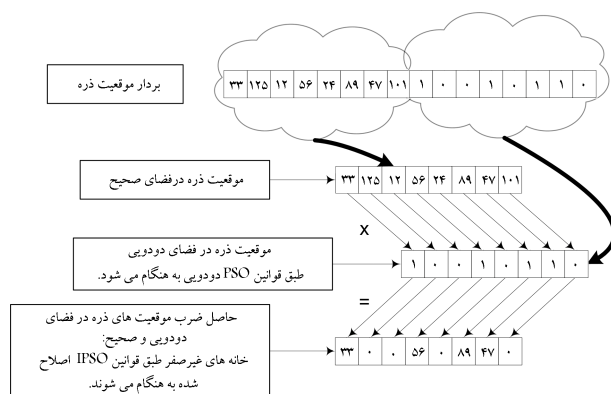 بردار موقعیت ذره
۳۳ ۱۲۵ ۱۲ ۵۶ ۲۴ ۸۹ ۴۷ ۱۰۱ ۱ ۰ ۰ ۱ ۰ ۱ ۱ ۰
موقعیت ذره درفضای صحیح
۳۳ ۱۲۵ ۱۲ ۵۶ ۲۴ ۸۹ ۴۷ ۱۰۱
x
موقعیت ذره در فضای دودویی
طبق قوانین PSO دودویی به هنگام می شود.
۱ ۰ ۰ ۱ ۰ ۱ ۱ ۰
=
حاصل ضرب موقعیت های ذره در فضای
دودویی و صحیح:
خانه های غیرصفر طبق قوانین IPSO اصلاح
شده به هنگام می شوند.
۳۳ ۰ ۰ ۵۶ ۰ ۸۹ ۴۷ ۰